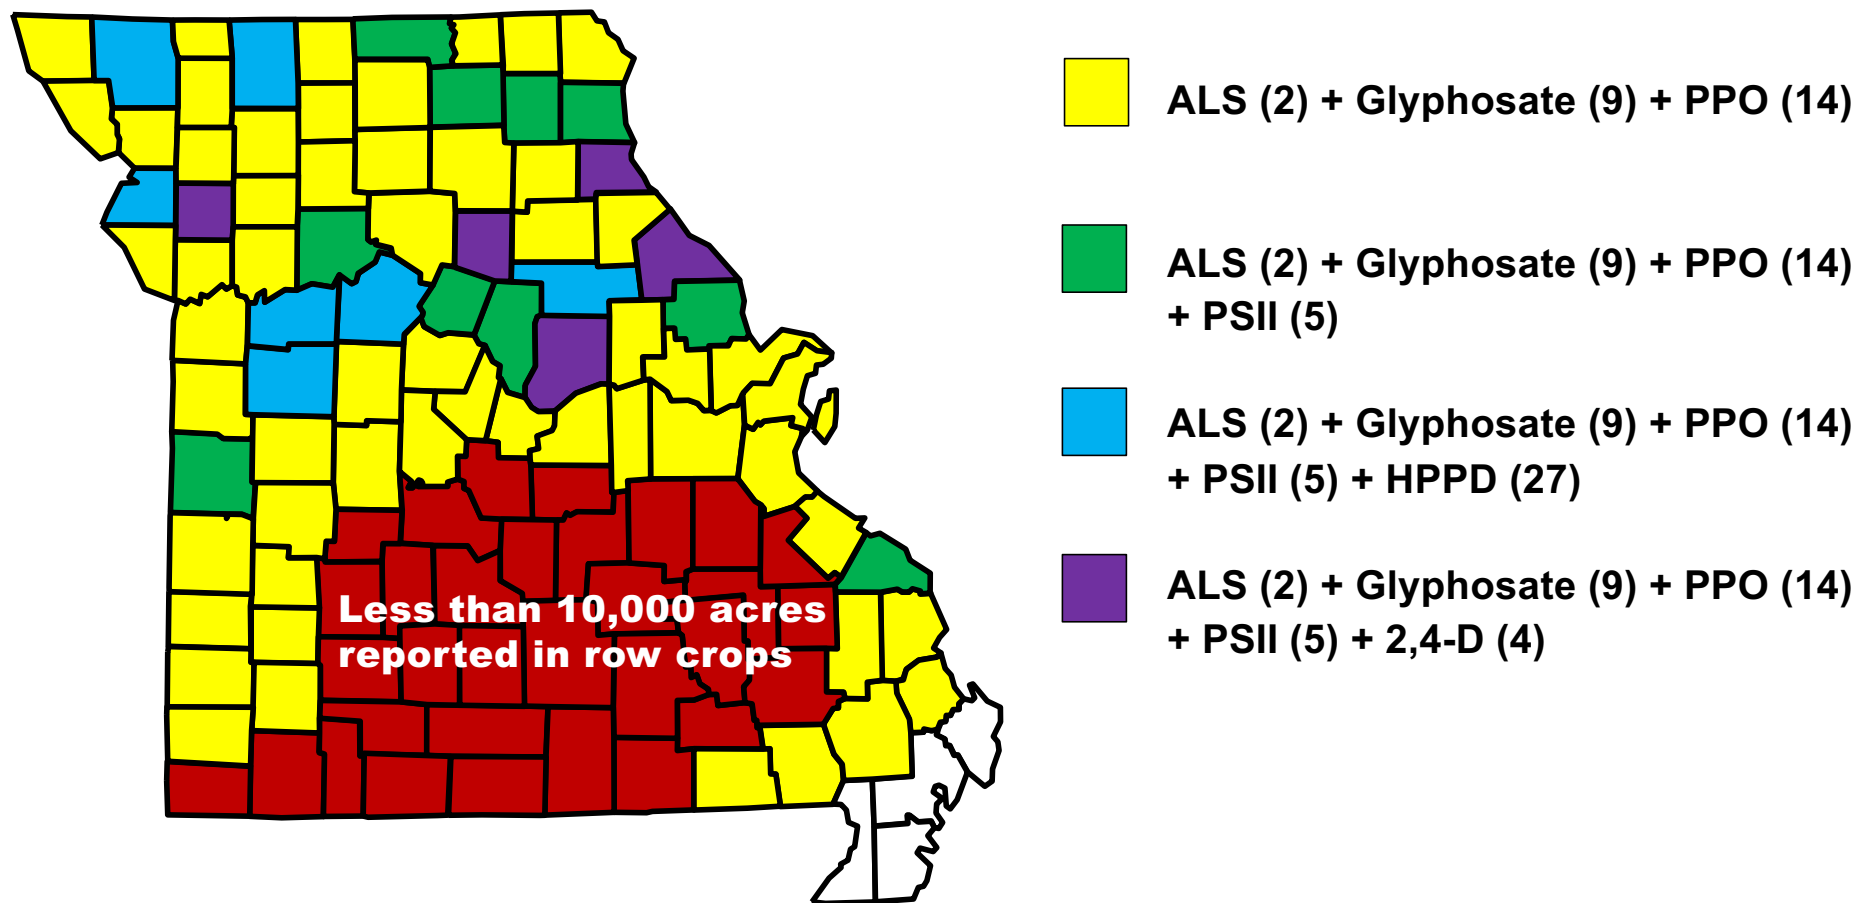 ALS (2) + Glyphosate (9) + PPO (14)
ALS (2) + Glyphosate (9) + PPO (14)
+ PSII (5)
ALS (2) + Glyphosate (9) + PPO (14)
+ PSII (5) + HPPD (27)
ALS (2) + Glyphosate (9) + PPO (14)
+ PSII (5) + 2,4-D (4)
Less than 10,000 acres
reported in row crops